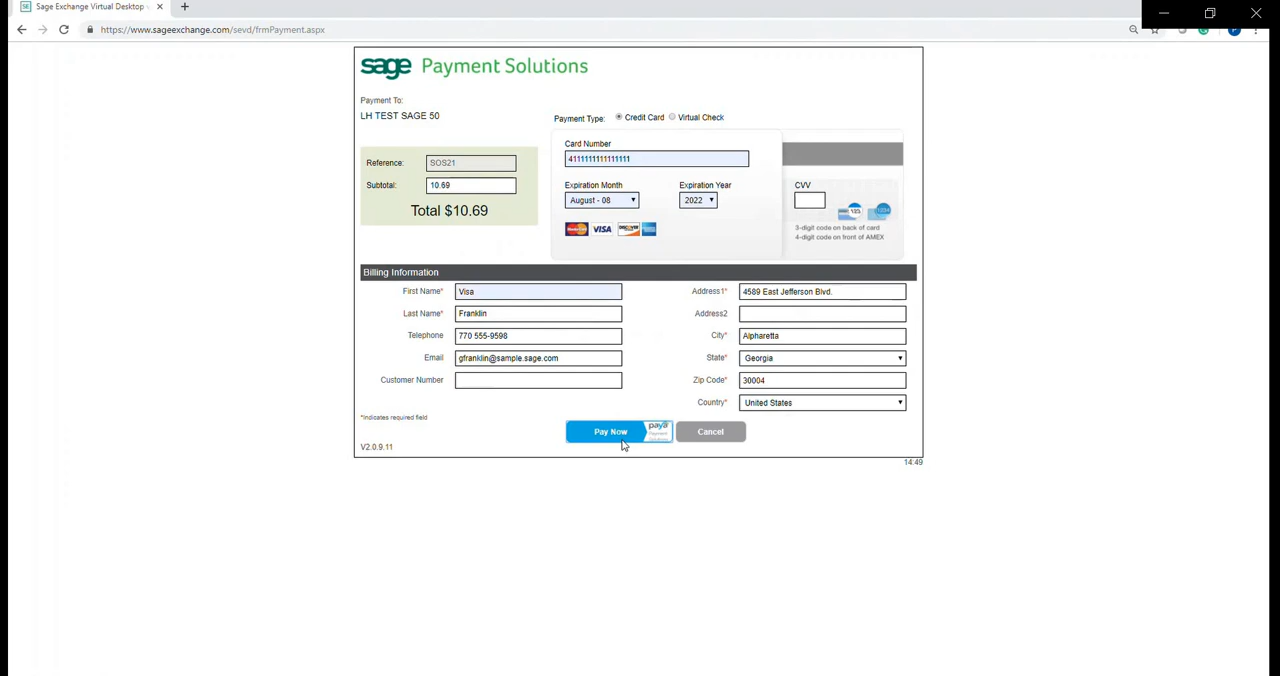 Sage Exchange Virtual Desktop
https://www.sageexchange.com/sevd/frmPayment.aspx
sage Payment Solutions
Payment To:
LH TEST SAGE 50
Payment Type: Credit Card Virtual Check
Card Number
4111111111111111
Reference: SOS21
Subtotal: 10.69
Total $10.69
Expiration Month Expiration Year CVV
August - 08 2022
VISA
3-digit code on back of card
4-digit code on front of AMEX
Billing Information
First Name* Visa Address1* 4589 East Jefferson Blvd.
Last Name* Franklin Address2
Telephone 770 555-9598 City* Alpharetta
Email gfranklin@sample.sage.com State* Georgia
Customer Number Zip Code* 30004
Country* United States
*Indicates required field
Pay Now paya Cancel
V2.0.9.11
14:49